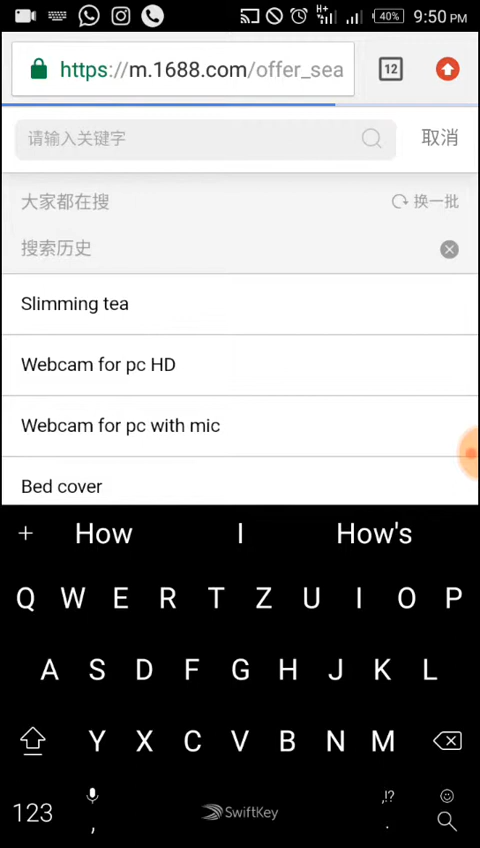 H+ 40% 9:50 PM
https://m.1688.com/offer_sea 12
请输入关键字 取消
大家都在搜 换一批
搜索历史
Slimming tea
Webcam for pc HD
Webcam for pc with mic
Bed cover
+ How I How's
Q W E R T Z U I O P
A S D F G H J K L
Y X C V B N M
123 , SwiftKey ,!? .